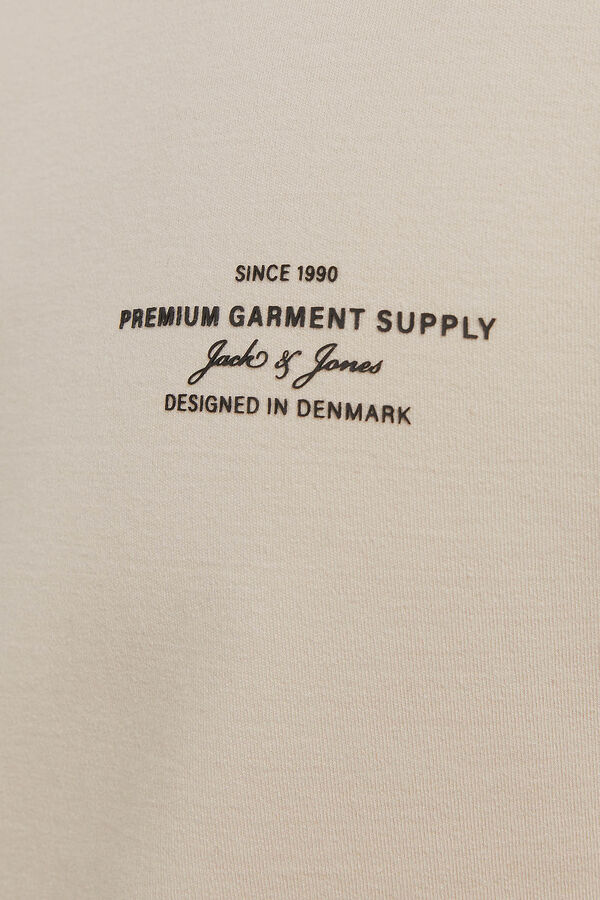 SINCE 1990
PREMIUM GARMENT SUPPLY
Jack & Jones
DESIGNED IN DENMARK